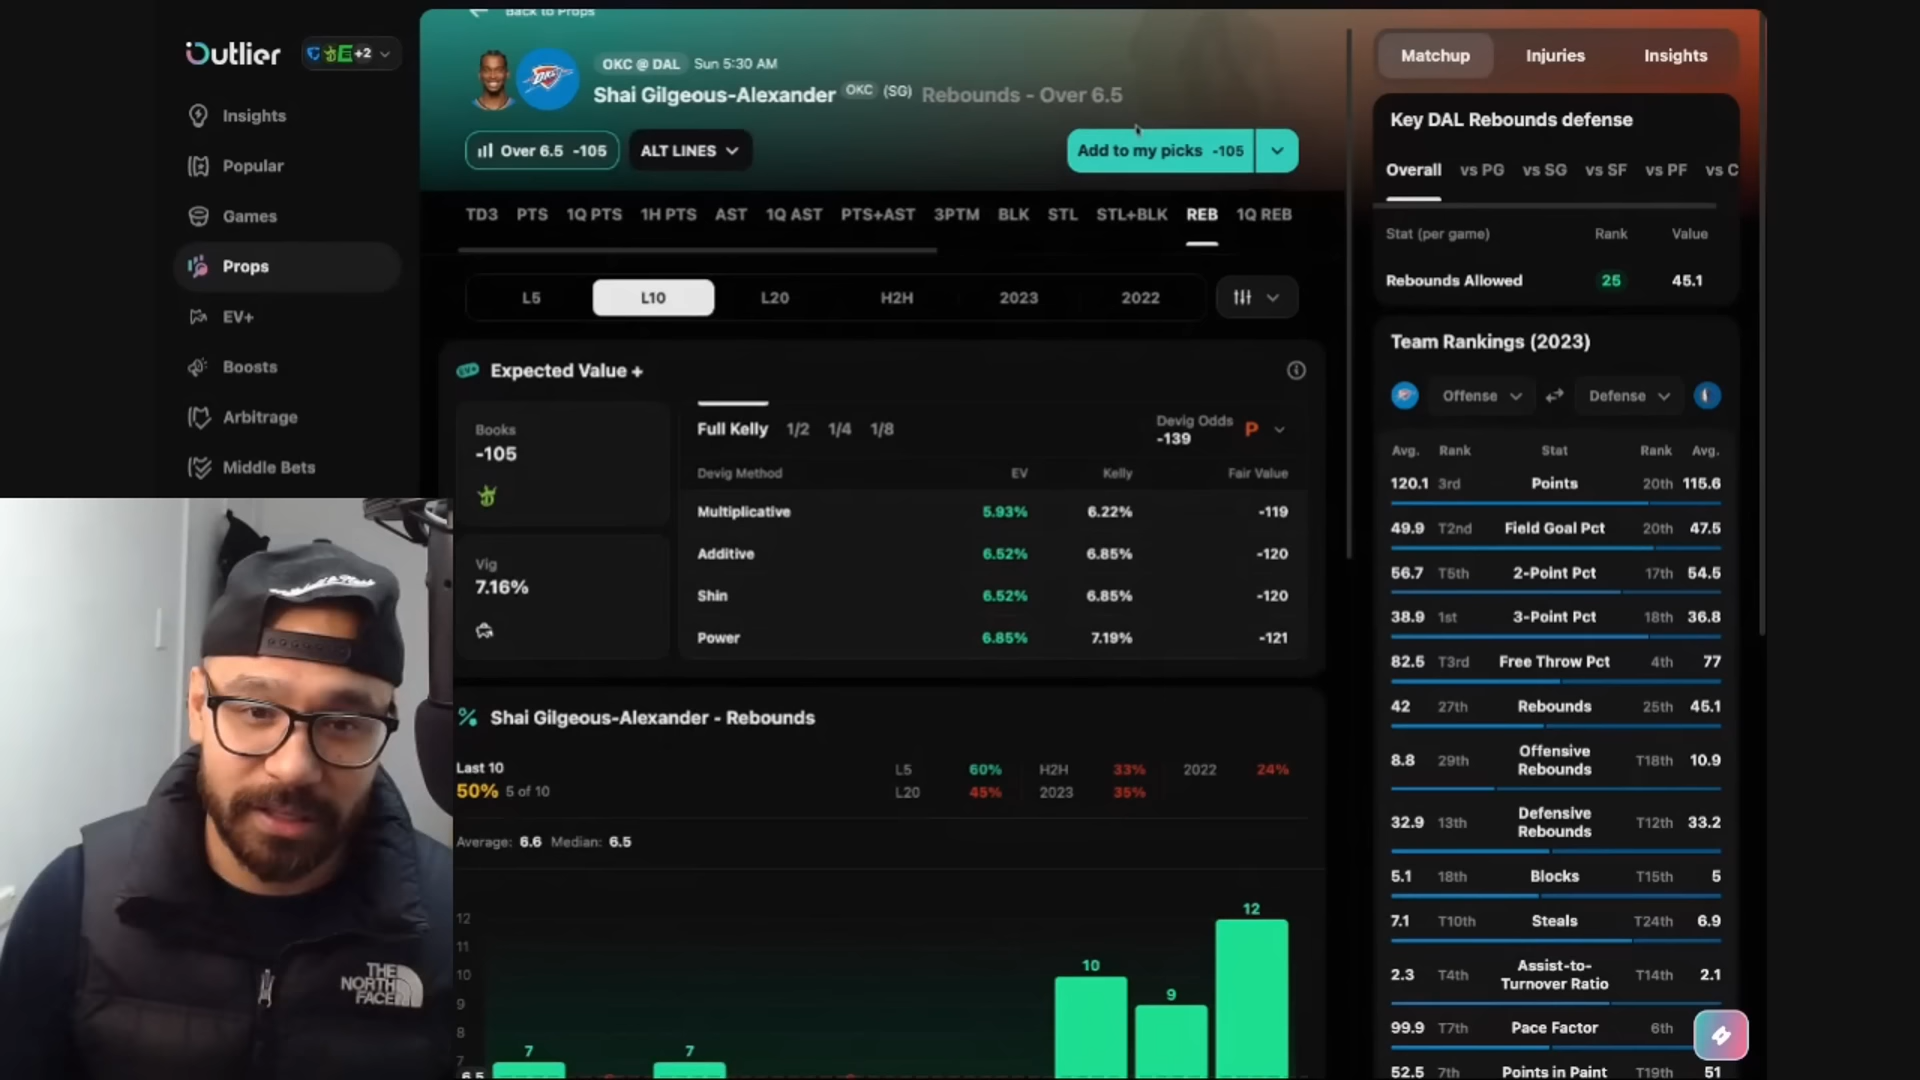 Outlier
+2
Insights
Popular
Games
Props
EV+
Boosts
Arbitrage
Middle Bets
Back to Props
OKC @ DAL Sun 5:30 AM
Shai Gilgeous-Alexander OKC (SG) Rebounds - Over 6.5
Over 6.5 -105 ALT LINES
Add to my picks -105
TD3 PTS 1Q PTS 1H PTS AST 1Q AST PTS+AST 3PTM BLK STL STL+BLK REB 1Q REB
L5 L10 L20 H2H 2023 2022
Expected Value +
Books
-105
Vig
7.16%
Full Kelly 1/2 1/4 1/8
Devig Odds
-139 P
Devig Method EV Kelly Fair Value
Multiplicative 5.93% 6.22% -119
Additive 6.52% 6.85% -120
Shin 6.52% 6.85% -120
Power 6.85% 7.19% -121
Shai Gilgeous-Alexander - Rebounds
Last 10
50% 5 of 10
L5 60% H2H 33% 2022 24%
L20 45% 2023 35%
Average: 6.6 Median: 6.5
12
11
10
9
8
7
6.5
7
7
10
9
12
Matchup Injuries Insights
Key DAL Rebounds defense
Overall vs PG vs SG vs SF vs PF vs C
Stat (per game) Rank Value
Rebounds Allowed 25 45.1
Team Rankings (2023)
Offense Defense
Avg. Rank Stat Rank Avg.
120.1 3rd Points 20th 115.6
49.9 T2nd Field Goal Pct 20th 47.5
56.7 T5th 2-Point Pct 17th 54.5
38.9 1st 3-Point Pct 18th 36.8
82.5 T3rd Free Throw Pct 4th 77
42 27th Rebounds 25th 45.1
8.8 29th Offensive Rebounds T18th 10.9
32.9 13th Defensive Rebounds T12th 33.2
5.1 18th Blocks T15th 5
7.1 T10th Steals T24th 6.9
2.3 T4th Assist-to-Turnover Ratio T14th 2.1
99.9 T7th Pace Factor 6th
52.5 7th Points in Paint T19th 51
THE
NORTH
FACE